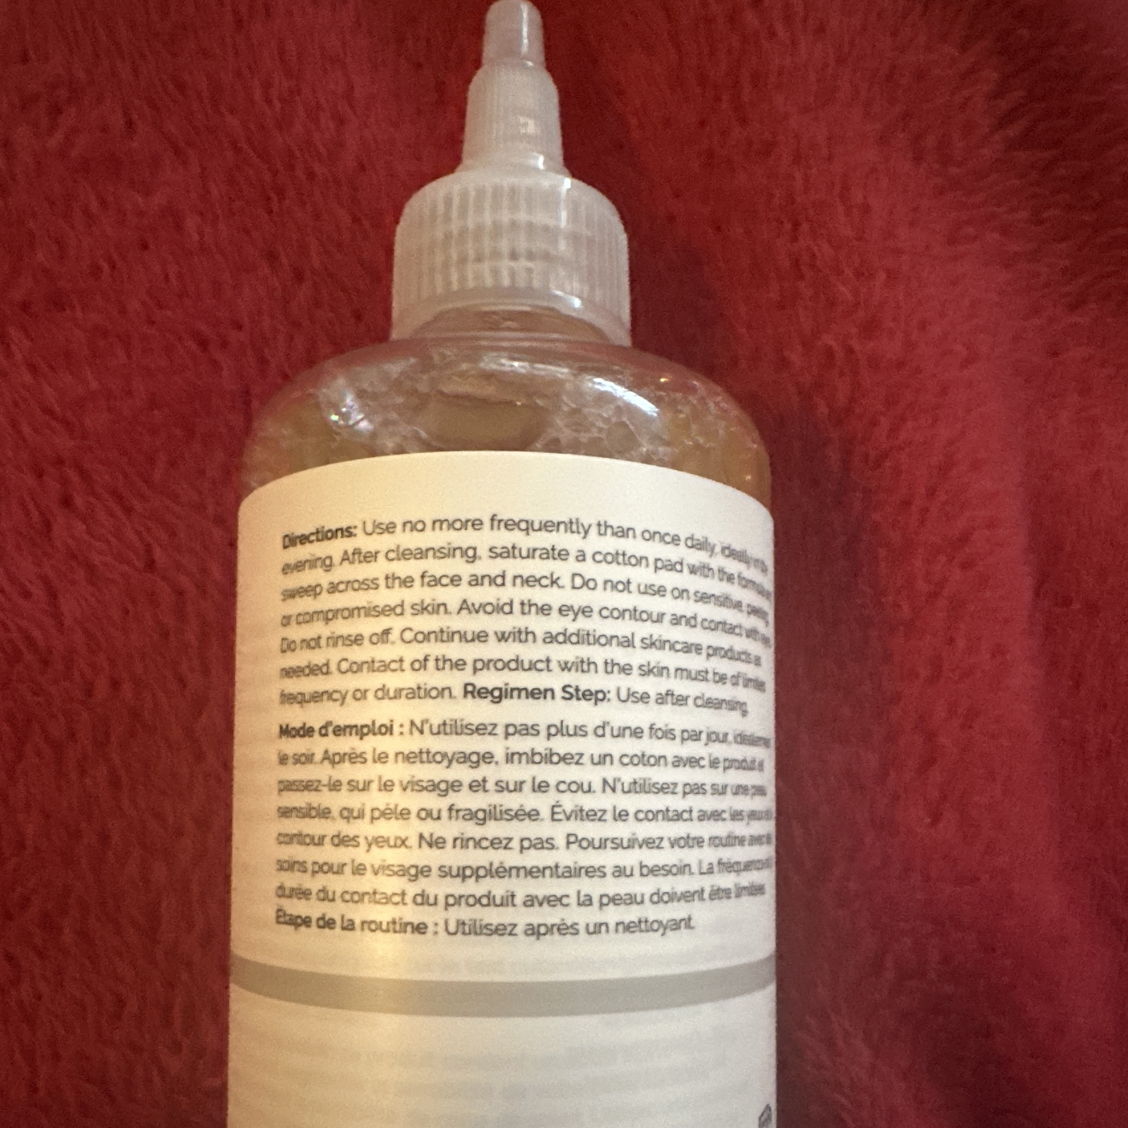 Directions: Use no more frequently than once daily, ideally in the
evening. After cleansing, saturate a cotton pad with the formula and
sweep across the face and neck. Do not use on sensitive, peeling
or compromised skin. Avoid the eye contour and contact with eyes.
Do not rinse off. Continue with additional skincare products as
needed. Contact of the product with the skin must be of limited
frequency or duration. Regimen Step: Use after cleansing.
Mode d'emploi : N'utilisez pas plus d'une fois par jour, idéalement
le soir. Après le nettoyage, imbibez un coton avec le produit et
passez-le sur le visage et sur le cou. N'utilisez pas sur une peau
sensible, qui pèle ou fragilisée. Évitez le contact avec les yeux et le
contour des yeux. Ne rincez pas. Poursuivez votre routine avec des
soins pour le visage supplémentaires au besoin. La fréquence et
durée du contact du produit avec la peau doivent être limitées.
Étape de la routine : Utilisez après un nettoyant.